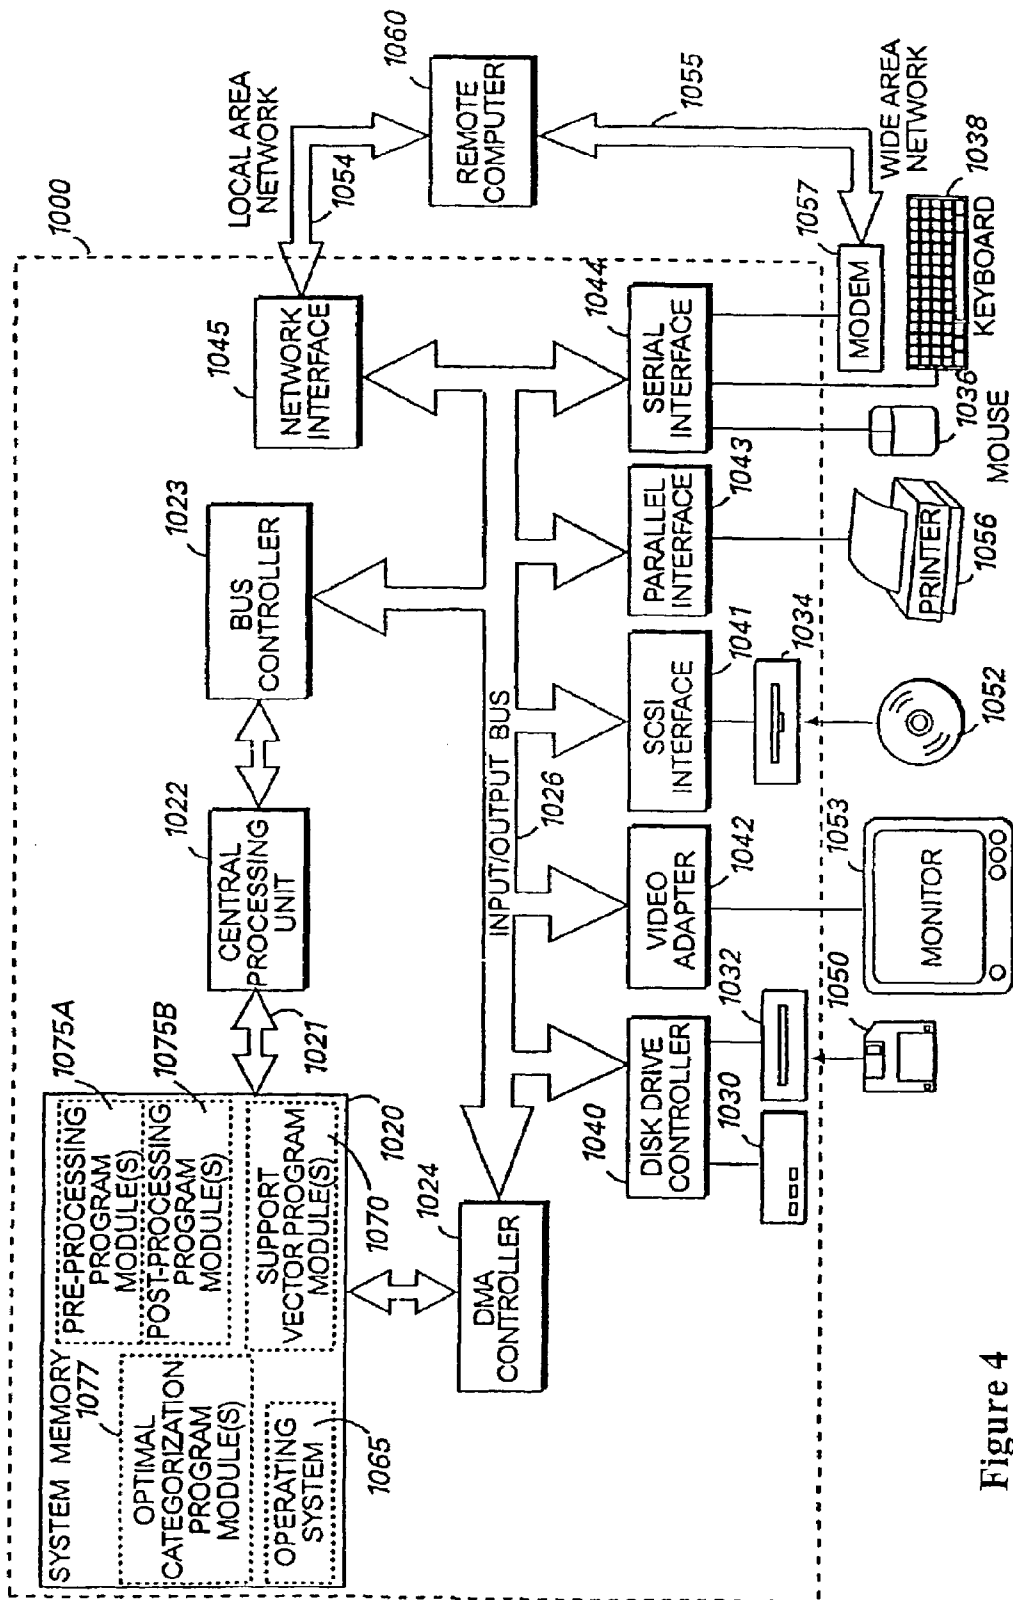 1000
SYSTEM MEMORY
1077
OPTIMAL
CATEGORIZATION
PROGRAM
MODULE(S)
OPERATING
SYSTEM
1065
PRE-PROCESSING
PROGRAM
MODULE(S)
1075A
POST-PROCESSING
PROGRAM
MODULE(S)
1075B
SUPPORT
VECTOR PROGRAM
MODULE(S)
1070
1020
1021
CENTRAL
PROCESSING
UNIT
1022
BUS
CONTROLLER
1023
NETWORK
INTERFACE
1045
LOCAL AREA
NETWORK
1054
REMOTE
COMPUTER
1060
1055
WIDE AREA
NETWORK
DMA
CONTROLLER
1024
INPUT/OUTPUT BUS
1026
DISK DRIVE
CONTROLLER
1040
VIDEO
ADAPTER
1042
SCSI
INTERFACE
1041
PARALLEL
INTERFACE
1043
SERIAL
INTERFACE
1044
1030
1032
1034
MODEM
1057
1050
MONITOR
1053
1052
PRINTER
1056
MOUSE
1036
KEYBOARD
1038
Figure 4